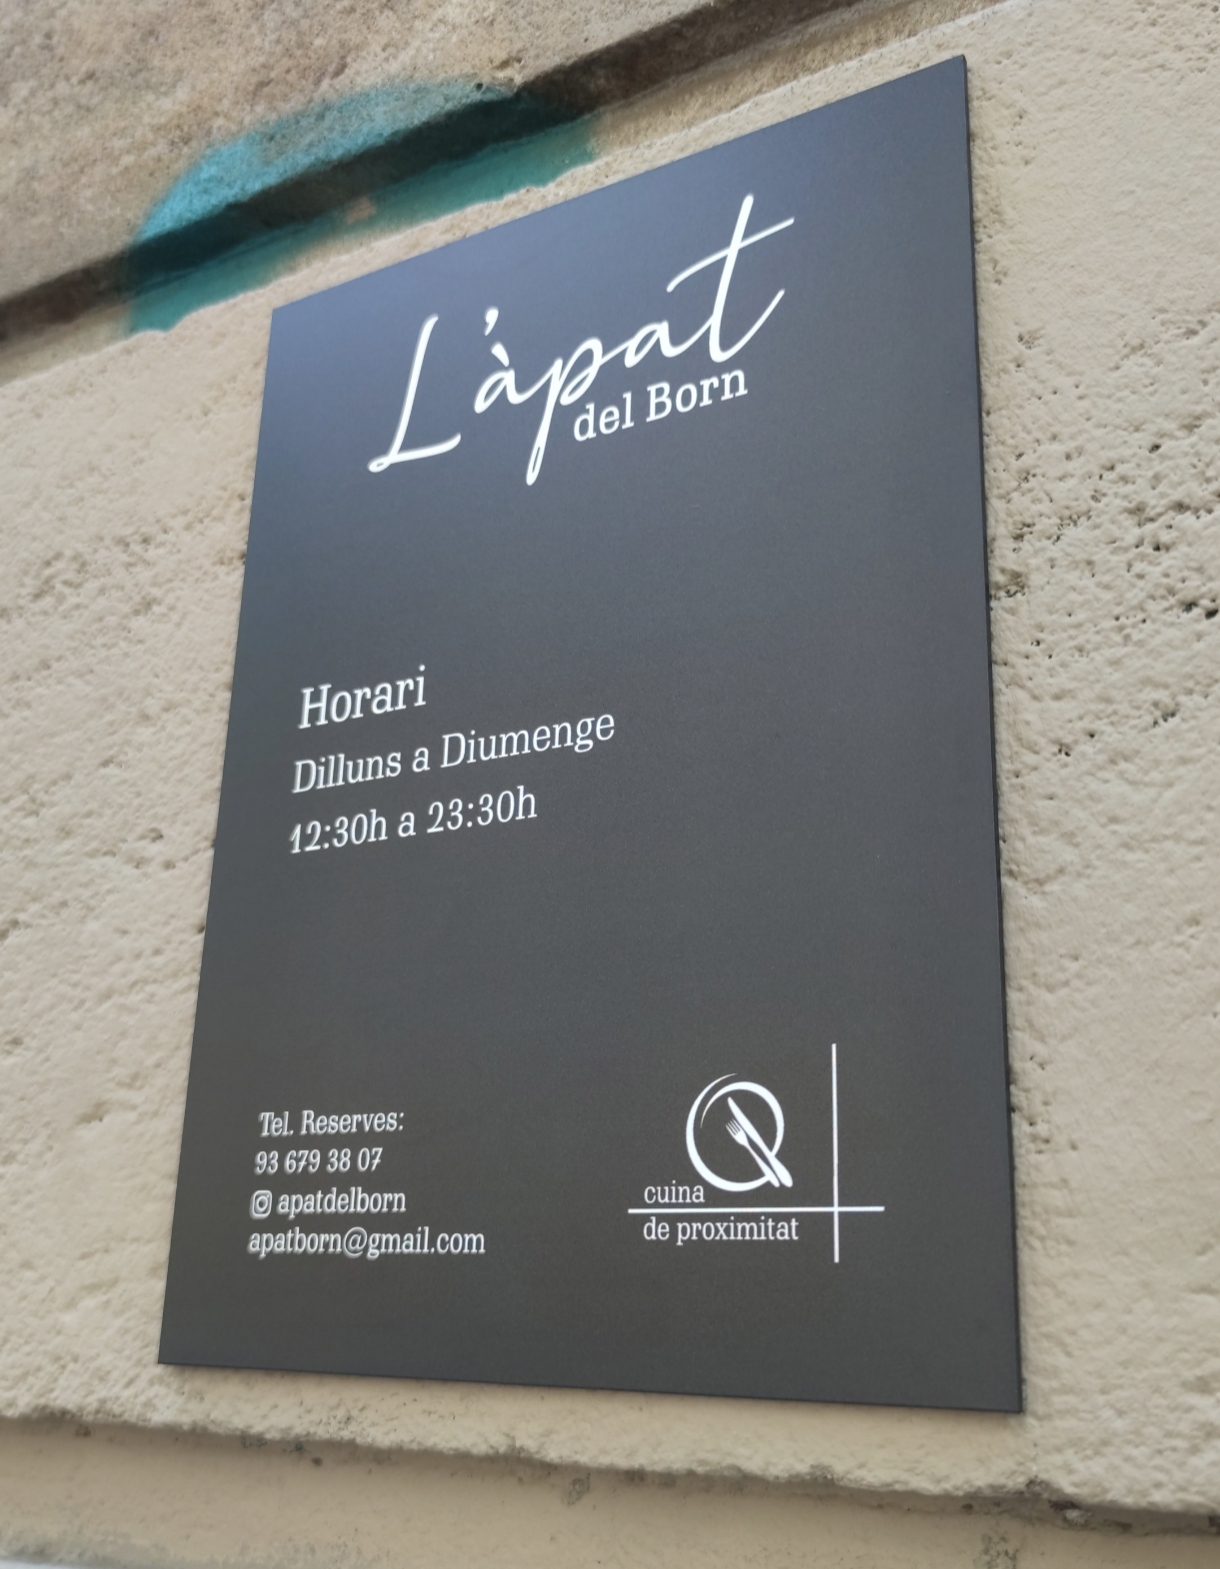 L'àpat
del Born
Horari
Dilluns a Diumenge
12:30h a 23:30h
Tel. Reserves:
93 679 38 07
apatdelborn
apatborn@gmail.com
cuina
de proximitat